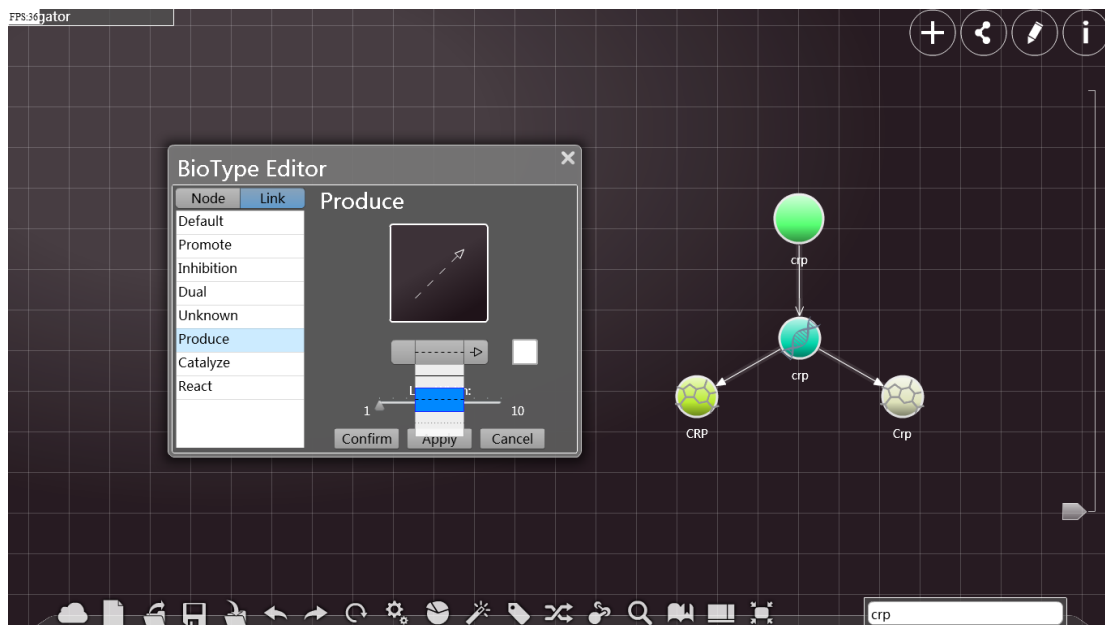 FPS:36
gator
BioType Editor
Node Link
Produce
Default
Promote
Inhibition
Dual
Unknown
Produce
Catalyze
React
1 10
Confirm Apply Cancel
crp
crp
CRP
Crp
crp